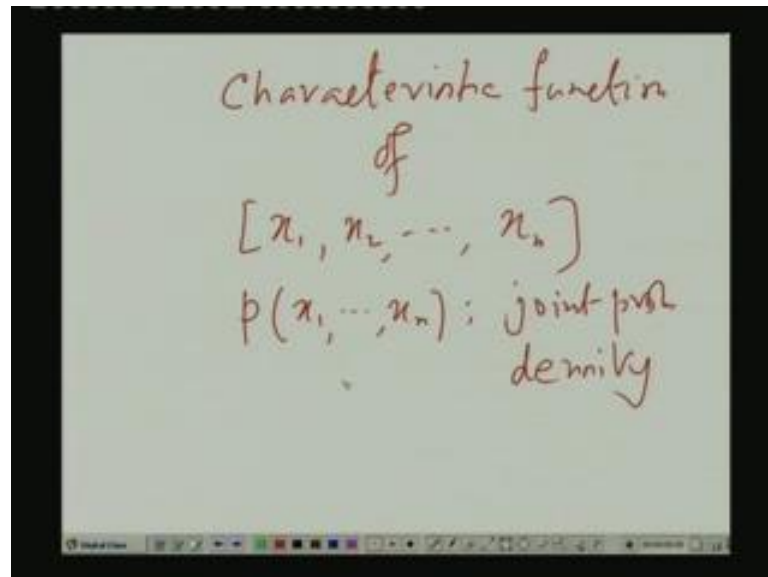 Characteristic function
of
[x₁, x₂, ---, xₙ]
p(x₁, ---, xₙ) : joint prob
density